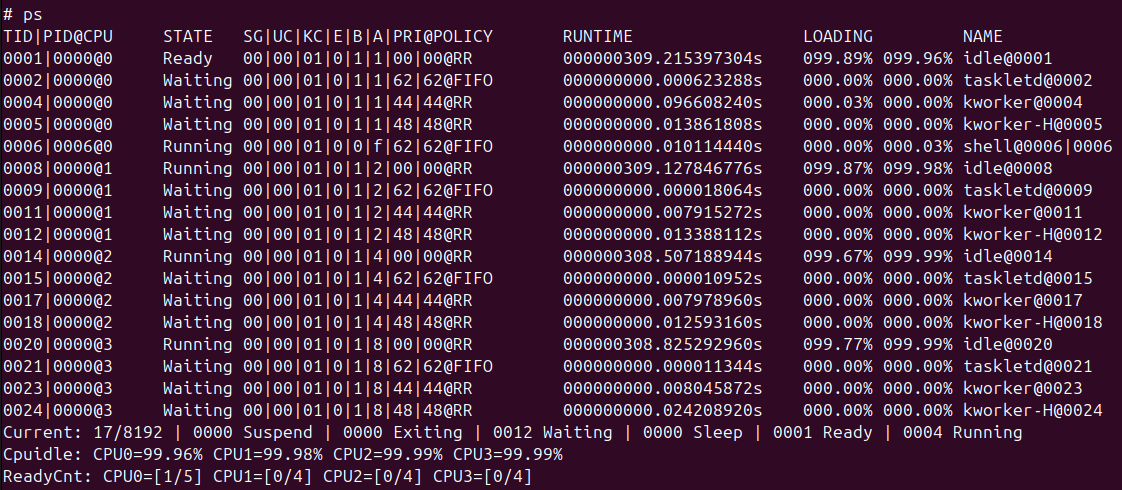 # ps
TID|PID@CPU     STATE   SG|UC|KC|E|B|A|PRI@POLICY       RUNTIME                 LOADING         NAME
0001|0000@0     Ready   00|00|01|0|1|1|00|00@RR         000000309.215397304s    099.89% 099.96% idle@0001
0002|0000@0     Waiting 00|00|01|0|1|1|62|62@FIFO       000000000.000623288s    000.00% 000.00% taskletd@0002
0004|0000@0     Waiting 00|00|01|0|1|1|44|44@RR         000000000.096608240s    000.03% 000.00% kworker@0004
0005|0000@0     Waiting 00|00|01|0|1|1|48|48@RR         000000000.013861808s    000.00% 000.00% kworker-H@0005
0006|0006@0     Running 00|00|01|0|0|f|62|62@FIFO       000000000.010114440s    000.00% 000.03% shell@0006|0006
0008|0000@1     Running 00|00|01|0|1|2|00|00@RR         000000309.127846776s    099.87% 099.98% idle@0008
0009|0000@1     Waiting 00|00|01|0|1|2|62|62@FIFO       000000000.000018064s    000.00% 000.00% taskletd@0009
0011|0000@1     Waiting 00|00|01|0|1|2|44|44@RR         000000000.007915272s    000.00% 000.00% kworker@0011
0012|0000@1     Waiting 00|00|01|0|1|2|48|48@RR         000000000.013388112s    000.00% 000.00% kworker-H@0012
0014|0000@2     Running 00|00|01|0|1|4|00|00@RR         000000308.507188944s    099.67% 099.99% idle@0014
0015|0000@2     Waiting 00|00|01|0|1|4|62|62@FIFO       000000000.000010952s    000.00% 000.00% taskletd@0015
0017|0000@2     Waiting 00|00|01|0|1|4|44|44@RR         000000000.007978960s    000.00% 000.00% kworker@0017
0018|0000@2     Waiting 00|00|01|0|1|4|48|48@RR         000000000.012593160s    000.00% 000.00% kworker-H@0018
0020|0000@3     Running 00|00|01|0|1|8|00|00@RR         000000308.825292960s    099.77% 099.99% idle@0020
0021|0000@3     Waiting 00|00|01|0|1|8|62|62@FIFO       000000000.000011344s    000.00% 000.00% taskletd@0021
0023|0000@3     Waiting 00|00|01|0|1|8|44|44@RR         000000000.008045872s    000.00% 000.00% kworker@0023
0024|0000@3     Waiting 00|00|01|0|1|8|48|48@RR         000000000.024208920s    000.00% 000.00% kworker-H@0024
Current: 17/8192 | 0000 Suspend | 0000 Exiting | 0012 Waiting | 0000 Sleep | 0001 Ready | 0004 Running
Cpuidle: CPU0=99.96% CPU1=99.98% CPU2=99.99% CPU3=99.99%
ReadyCnt: CPU0=[1/5] CPU1=[0/4] CPU2=[0/4] CPU3=[0/4]